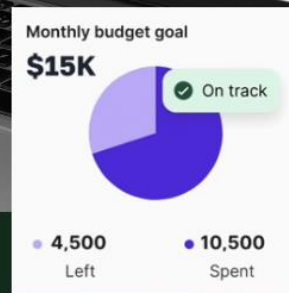 Monthly budget goal
$15K
On track
4,500
Left
10,500
Spent